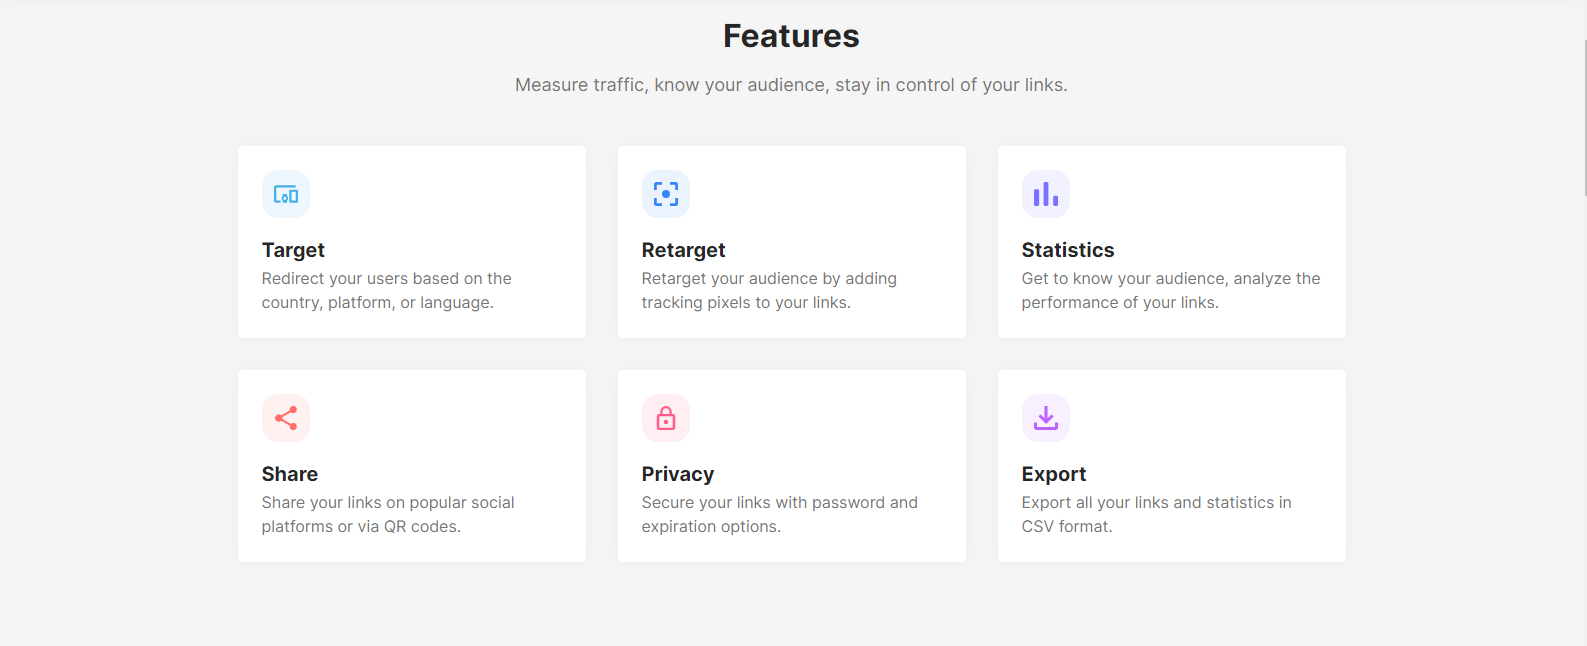 Features
Measure traffic, know your audience, stay in control of your links.
Target
Redirect your users based on the
country, platform, or language.
Retarget
Retarget your audience by adding
tracking pixels to your links.
Statistics
Get to know your audience, analyze the
performance of your links.
Share
Share your links on popular social
platforms or via QR codes.
Privacy
Secure your links with password and
expiration options.
Export
Export all your links and statistics in
CSV format.